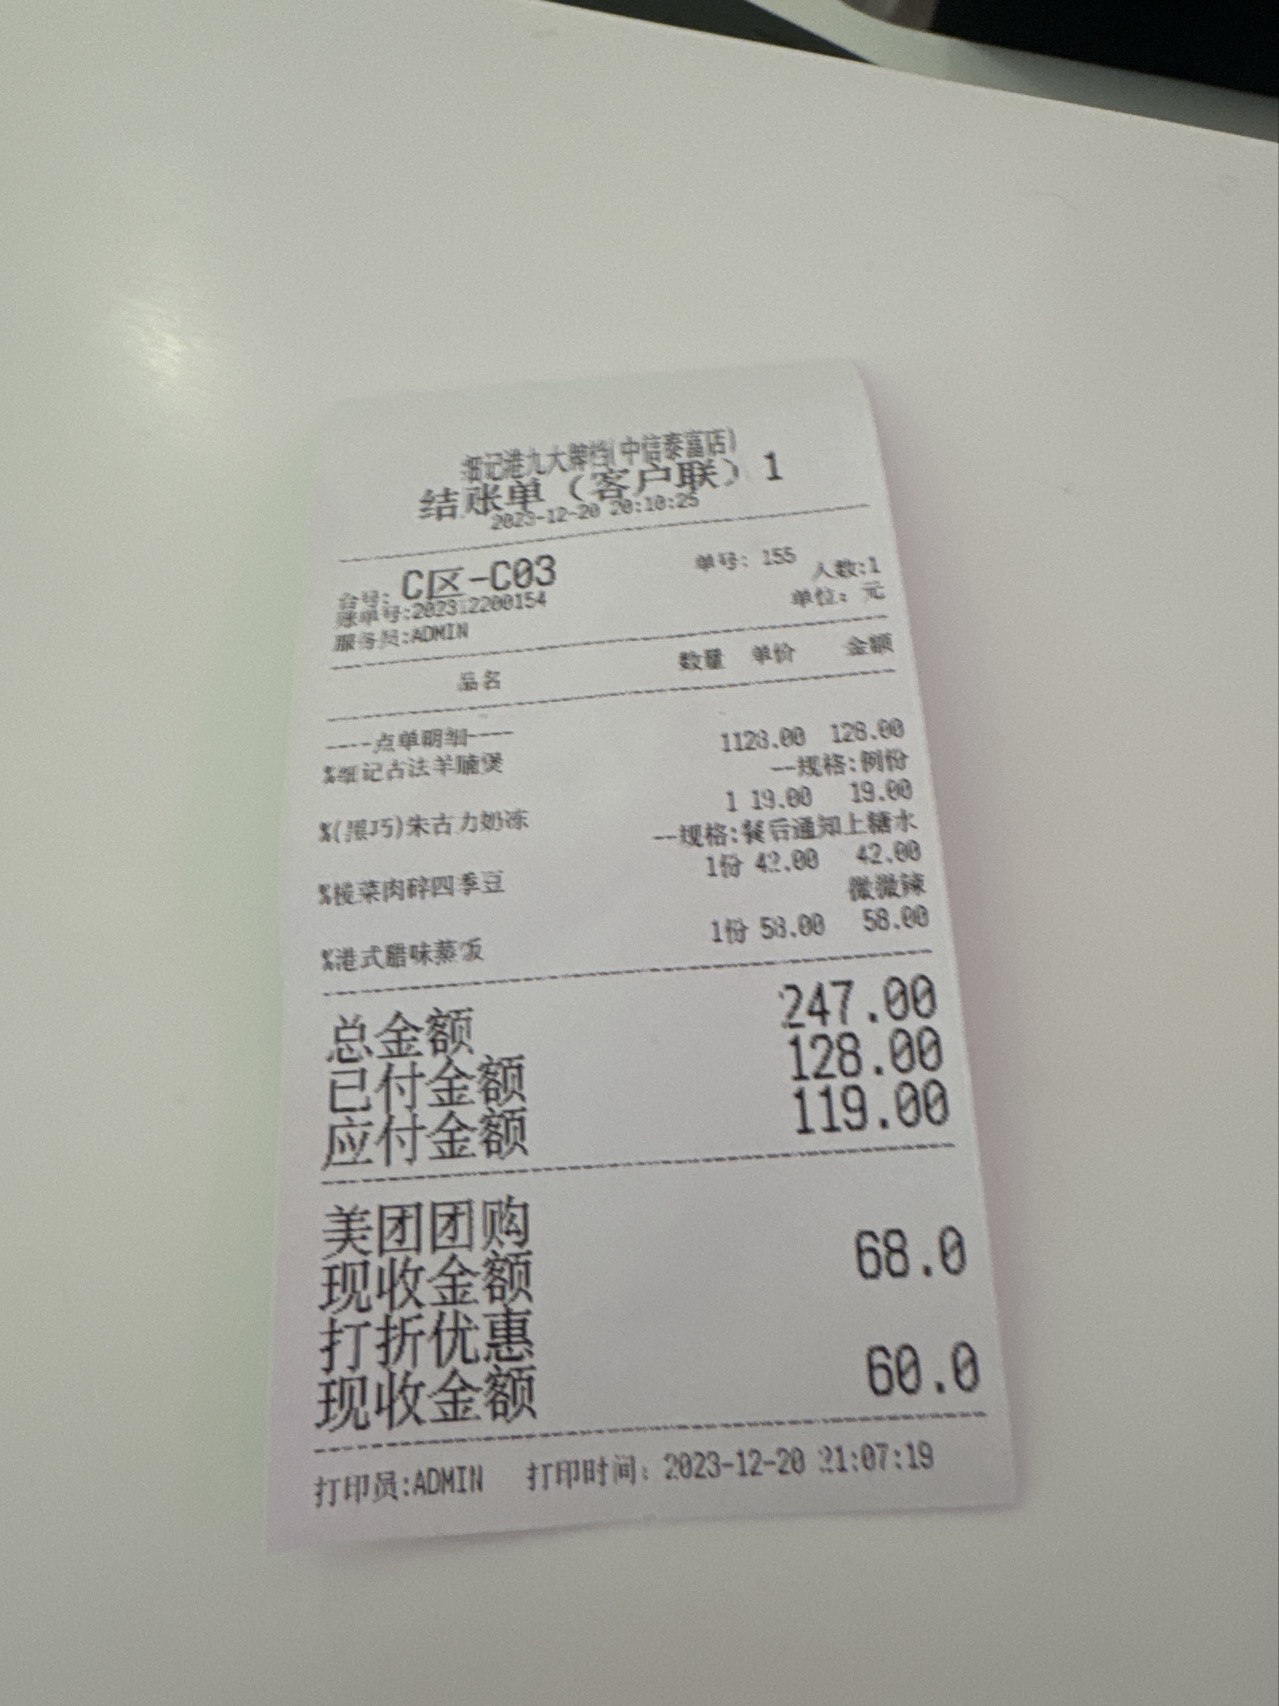 细记港九大牌档(中信泰富店)
结账单（客户联）1
2023-12-20 20:10:25
台号: C区-C03 单号: 155
账单号:202312200154 人数:1
服务员:ADMIN 单位: 元
品名 数量 单价 金额
----点单明细----
%细记古法羊腩煲 1128.00 128.00
--规格:例份
%(黑巧)朱古力奶冻 1 19.00 19.00
--规格:餐后通知上糖水
%榄菜肉碎四季豆 1份 42.00 42.00
微微辣
%港式腊味蒸饭 1份 58.00 58.00
总金额 247.00
已付金额 128.00
应付金额 119.00
美团团购
现收金额 68.0
打折优惠
现收金额 60.0
打印员:ADMIN 打印时间: 2023-12-20 21:07:19